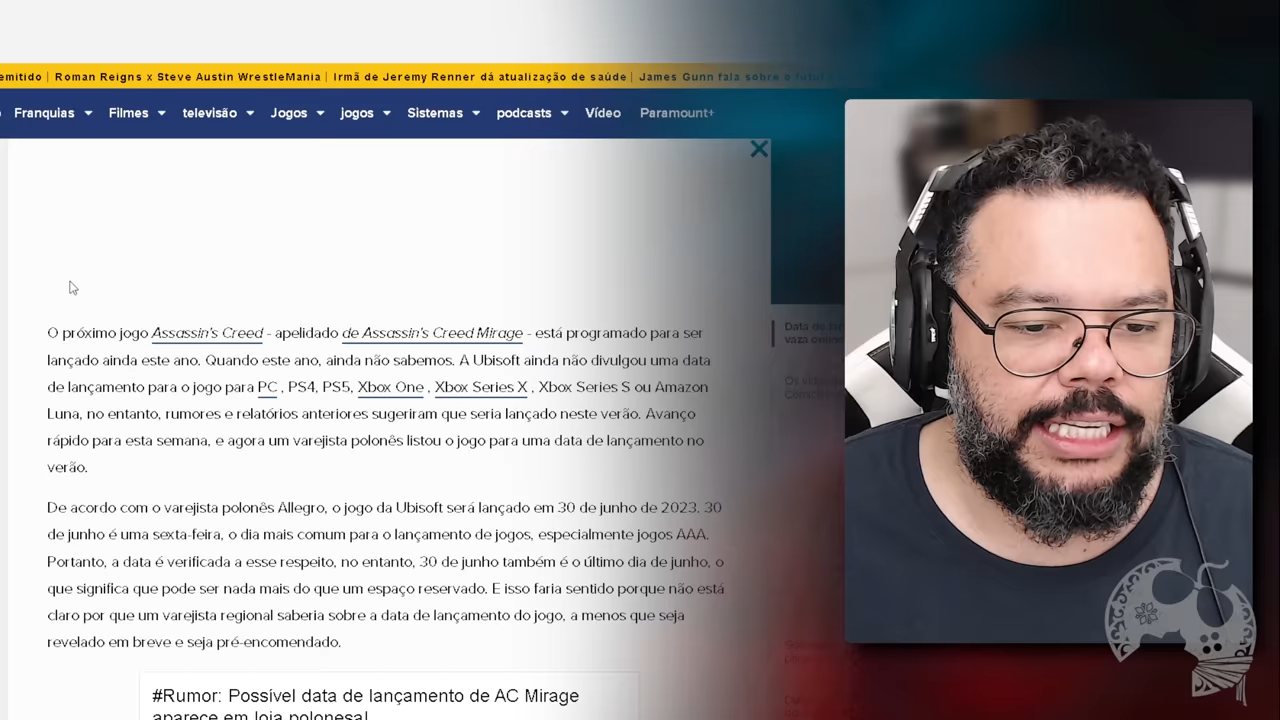 emitido | Roman Reigns x Steve Austin WrestleMania | Irmã de Jeremy Renner dá atualização de saúde | James Gunn fala sobre o futur
Franquias Filmes televisão Jogos jogos Sistemas podcasts Vídeo Paramount+
O próximo jogo Assassin's Creed - apelidado de Assassin's Creed Mirage - está programado para ser
lançado ainda este ano. Quando este ano, ainda não sabemos. A Ubisoft ainda não divulgou uma data
de lançamento para o jogo para PC , PS4, PS5, Xbox One , Xbox Series X , Xbox Series S ou Amazon
Luna, no entanto, rumores e relatórios anteriores sugeriram que seria lançado neste verão. Avanço
rápido para esta semana, e agora um varejista polonês listou o jogo para uma data de lançamento no
verão.
De acordo com o varejista polonês Allegro, o jogo da Ubisoft será lançado em 30 de junho de 2023. 30
de junho é uma sexta-feira, o dia mais comum para o lançamento de jogos, especialmente jogos AAA.
Portanto, a data é verificada a esse respeito, no entanto, 30 de junho também é o último dia de junho, o
que significa que pode ser nada mais do que um espaço reservado. E isso faria sentido porque não está
claro por que um varejista regional saberia sobre a data de lançamento do jogo, a menos que seja
revelado em breve e seja pré-encomendado.
#Rumor: Possível data de lançamento de AC Mirage
aparece em loja polonesa!
Data de
vaza online
Os